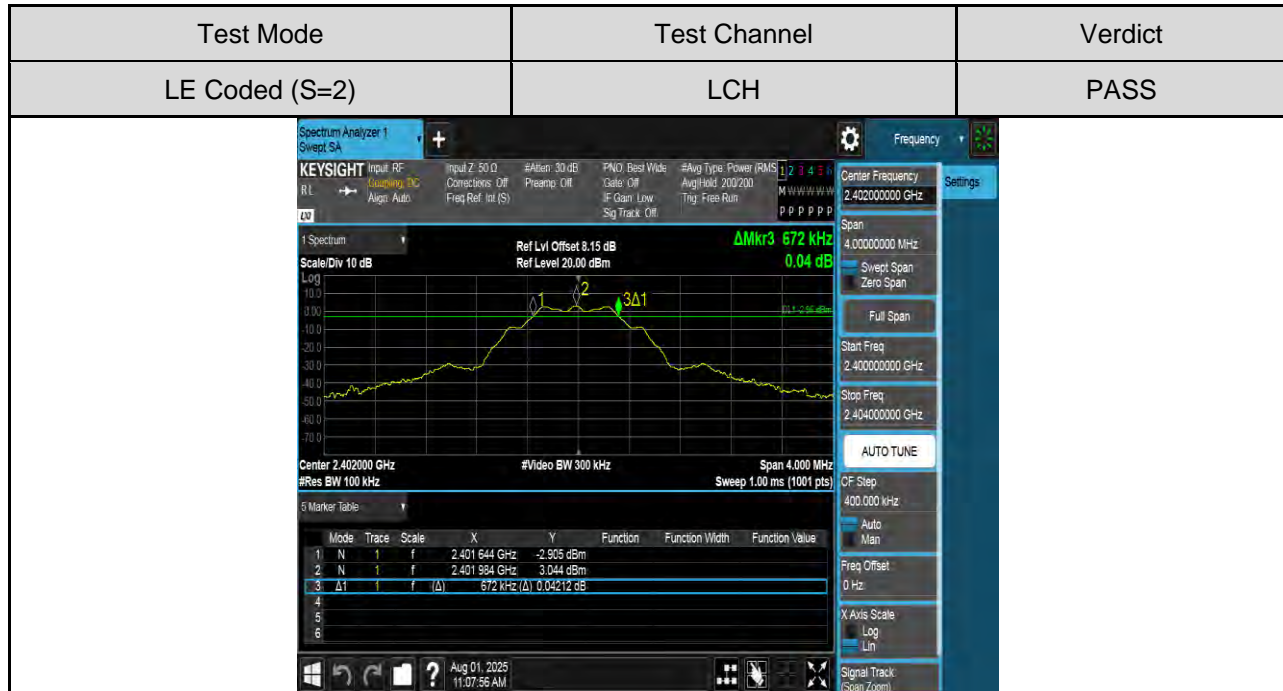 Test Mode Test Channel Verdict
LE Coded (S=2) LCH PASS
Spectrum Analyzer 1
Swept SA
+
Frequency
KEYSIGHT Input: RF Input Z: 50 Ω #Atten: 30 dB PNO: Best Wide #Avg Type: Power (RMS 1 2 3 4 5 6
RL Coupling: DC Corrections: Off Preamp: Off Gate: Off Avg|Hold: 200/200 M W W W W W
Align: Auto Freq Ref: Int (S) IF Gain: Low Trig: Free Run
Sig Track: Off P P P P P P
Center Frequency
2.402000000 GHz
Settings
Span
4.00000000 MHz
Swept Span
Zero Span
Full Span
Start Freq
2.400000000 GHz
Stop Freq
2.404000000 GHz
AUTO TUNE
CF Step
400.000 kHz
Auto
Man
Freq Offset
0 Hz
X Axis Scale
Log
Lin
Signal Track
(Span Zoom)
1 Spectrum
Ref Lvl Offset 8.15 dB
ΔMkr3 672 kHz
Scale/Div 10 dB Ref Level 20.00 dBm 0.04 dB
Log
10.0
0.00
-10.0
-20.0
-30.0
-40.0
-50.0
-60.0
-70.0
1
2
3Δ1
DL1 -2.96 dBm
Center 2.402000 GHz #Video BW 300 kHz Span 4.000 MHz
#Res BW 100 kHz Sweep 1.00 ms (1001 pts)
5 Marker Table
Mode Trace Scale X Y Function Function Width Function Value
1 N 1 f 2.401 644 GHz -2.905 dBm
2 N 1 f 2.401 984 GHz 3.044 dBm
3 Δ1 1 f (Δ) 672 kHz (Δ) 0.04212 dB
4
5
6
?
Aug 01, 2025
11:07:56 AM